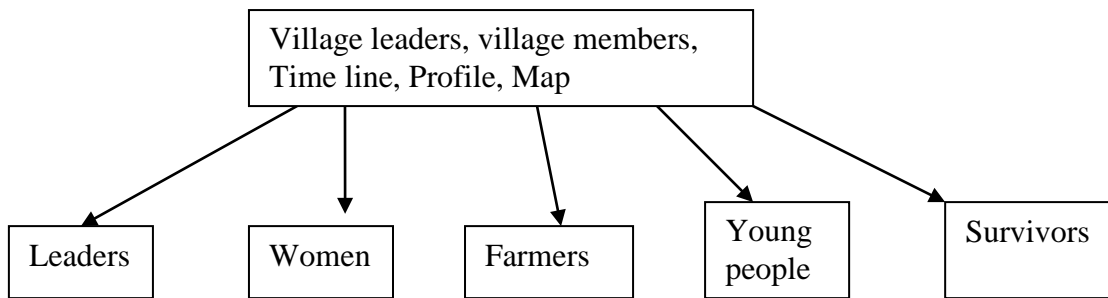 Village leaders, village members,
Time line, Profile, Map
Leaders
Women
Farmers
Young
people
Survivors